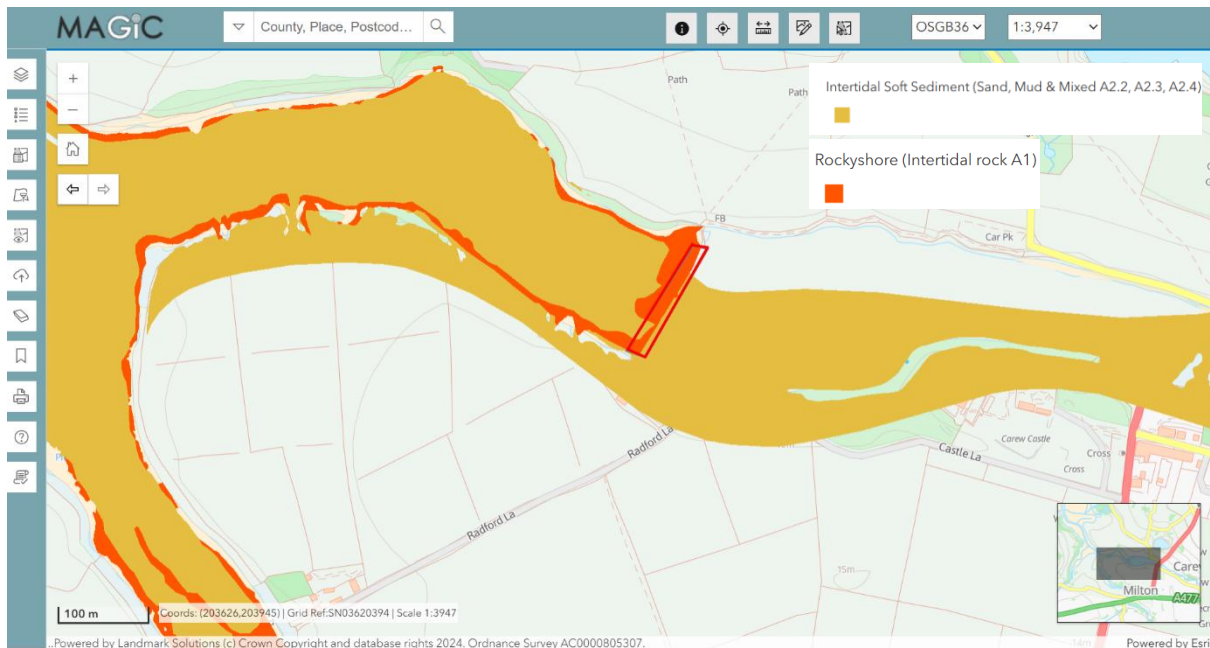 MAGiC
County, Place, Postcod...
OSGB36
1:3,947
Path
Path
Intertidal Soft Sediment (Sand, Mud & Mixed A2.2, A2.3, A2.4)
Rockyshore (Intertidal rock A1)
FB
Car Pk
Radford La
Castle La
Carew Castle
Cross
Cross
Radford La
15m
Carew
Milton
A477
100 m
Coords: (203626,203945) | Grid Ref:SN03620394 | Scale 1:3947
..Powered by Landmark Solutions (c) Crown Copyright and database rights 2024. Ordnance Survey AC0000805307.
14m
Powered by Esri